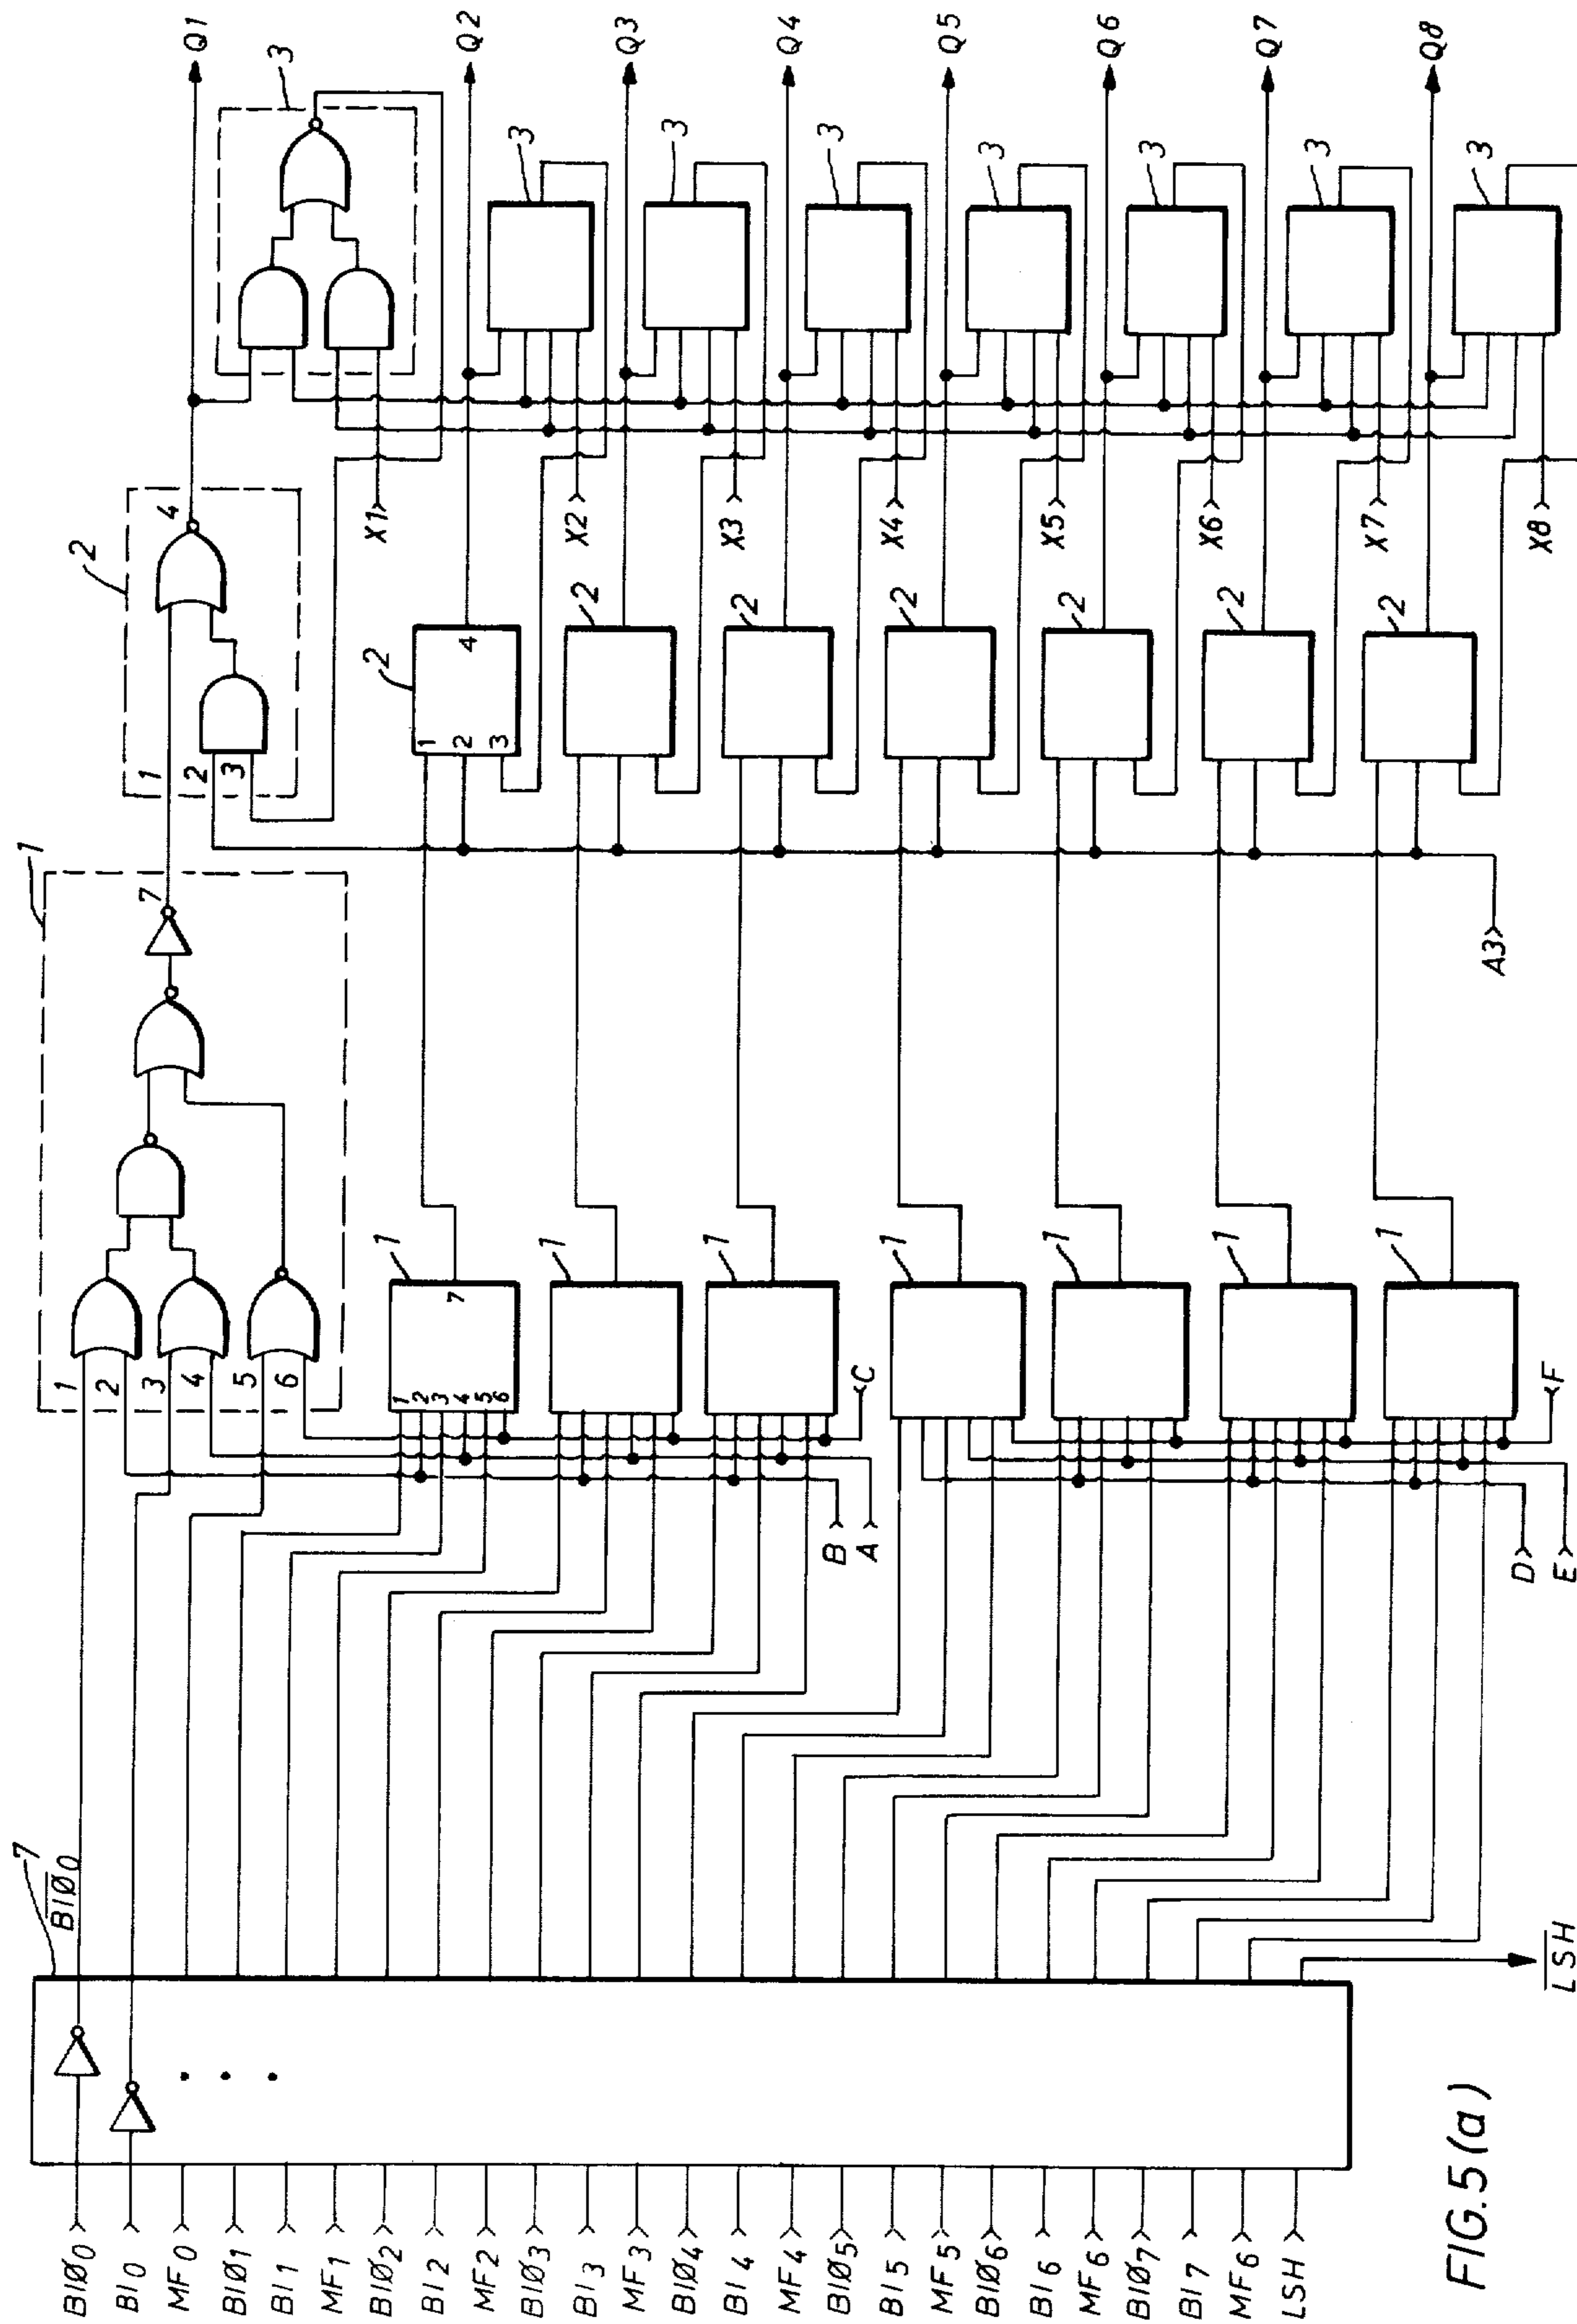 BIØ0
BI0
MF0
BIØ1
BI1
MF1
BIØ2
BI2
MF2
BIØ3
BI3
MF3
BIØ4
BI4
MF4
BIØ5
BI5
MF5
BIØ6
BI6
MF6
BIØ7
BI7
MF6
LSH
7
B̅I̅Ø̅0̅
L̅S̅H̅
1
1
2
3
4
5
6
7
1
1
2
3
4
5
6
7
1
1
1
1
1
1
B
A
C
D
E
F
2
1
2
3
4
2
1
2
3
4
2
2
2
2
2
2
A3
X1
X2
X3
X4
X5
X6
X7
X8
3
3
3
3
3
3
3
3
Q1
Q2
Q3
Q4
Q5
Q6
Q7
Q8
FIG.5(a)